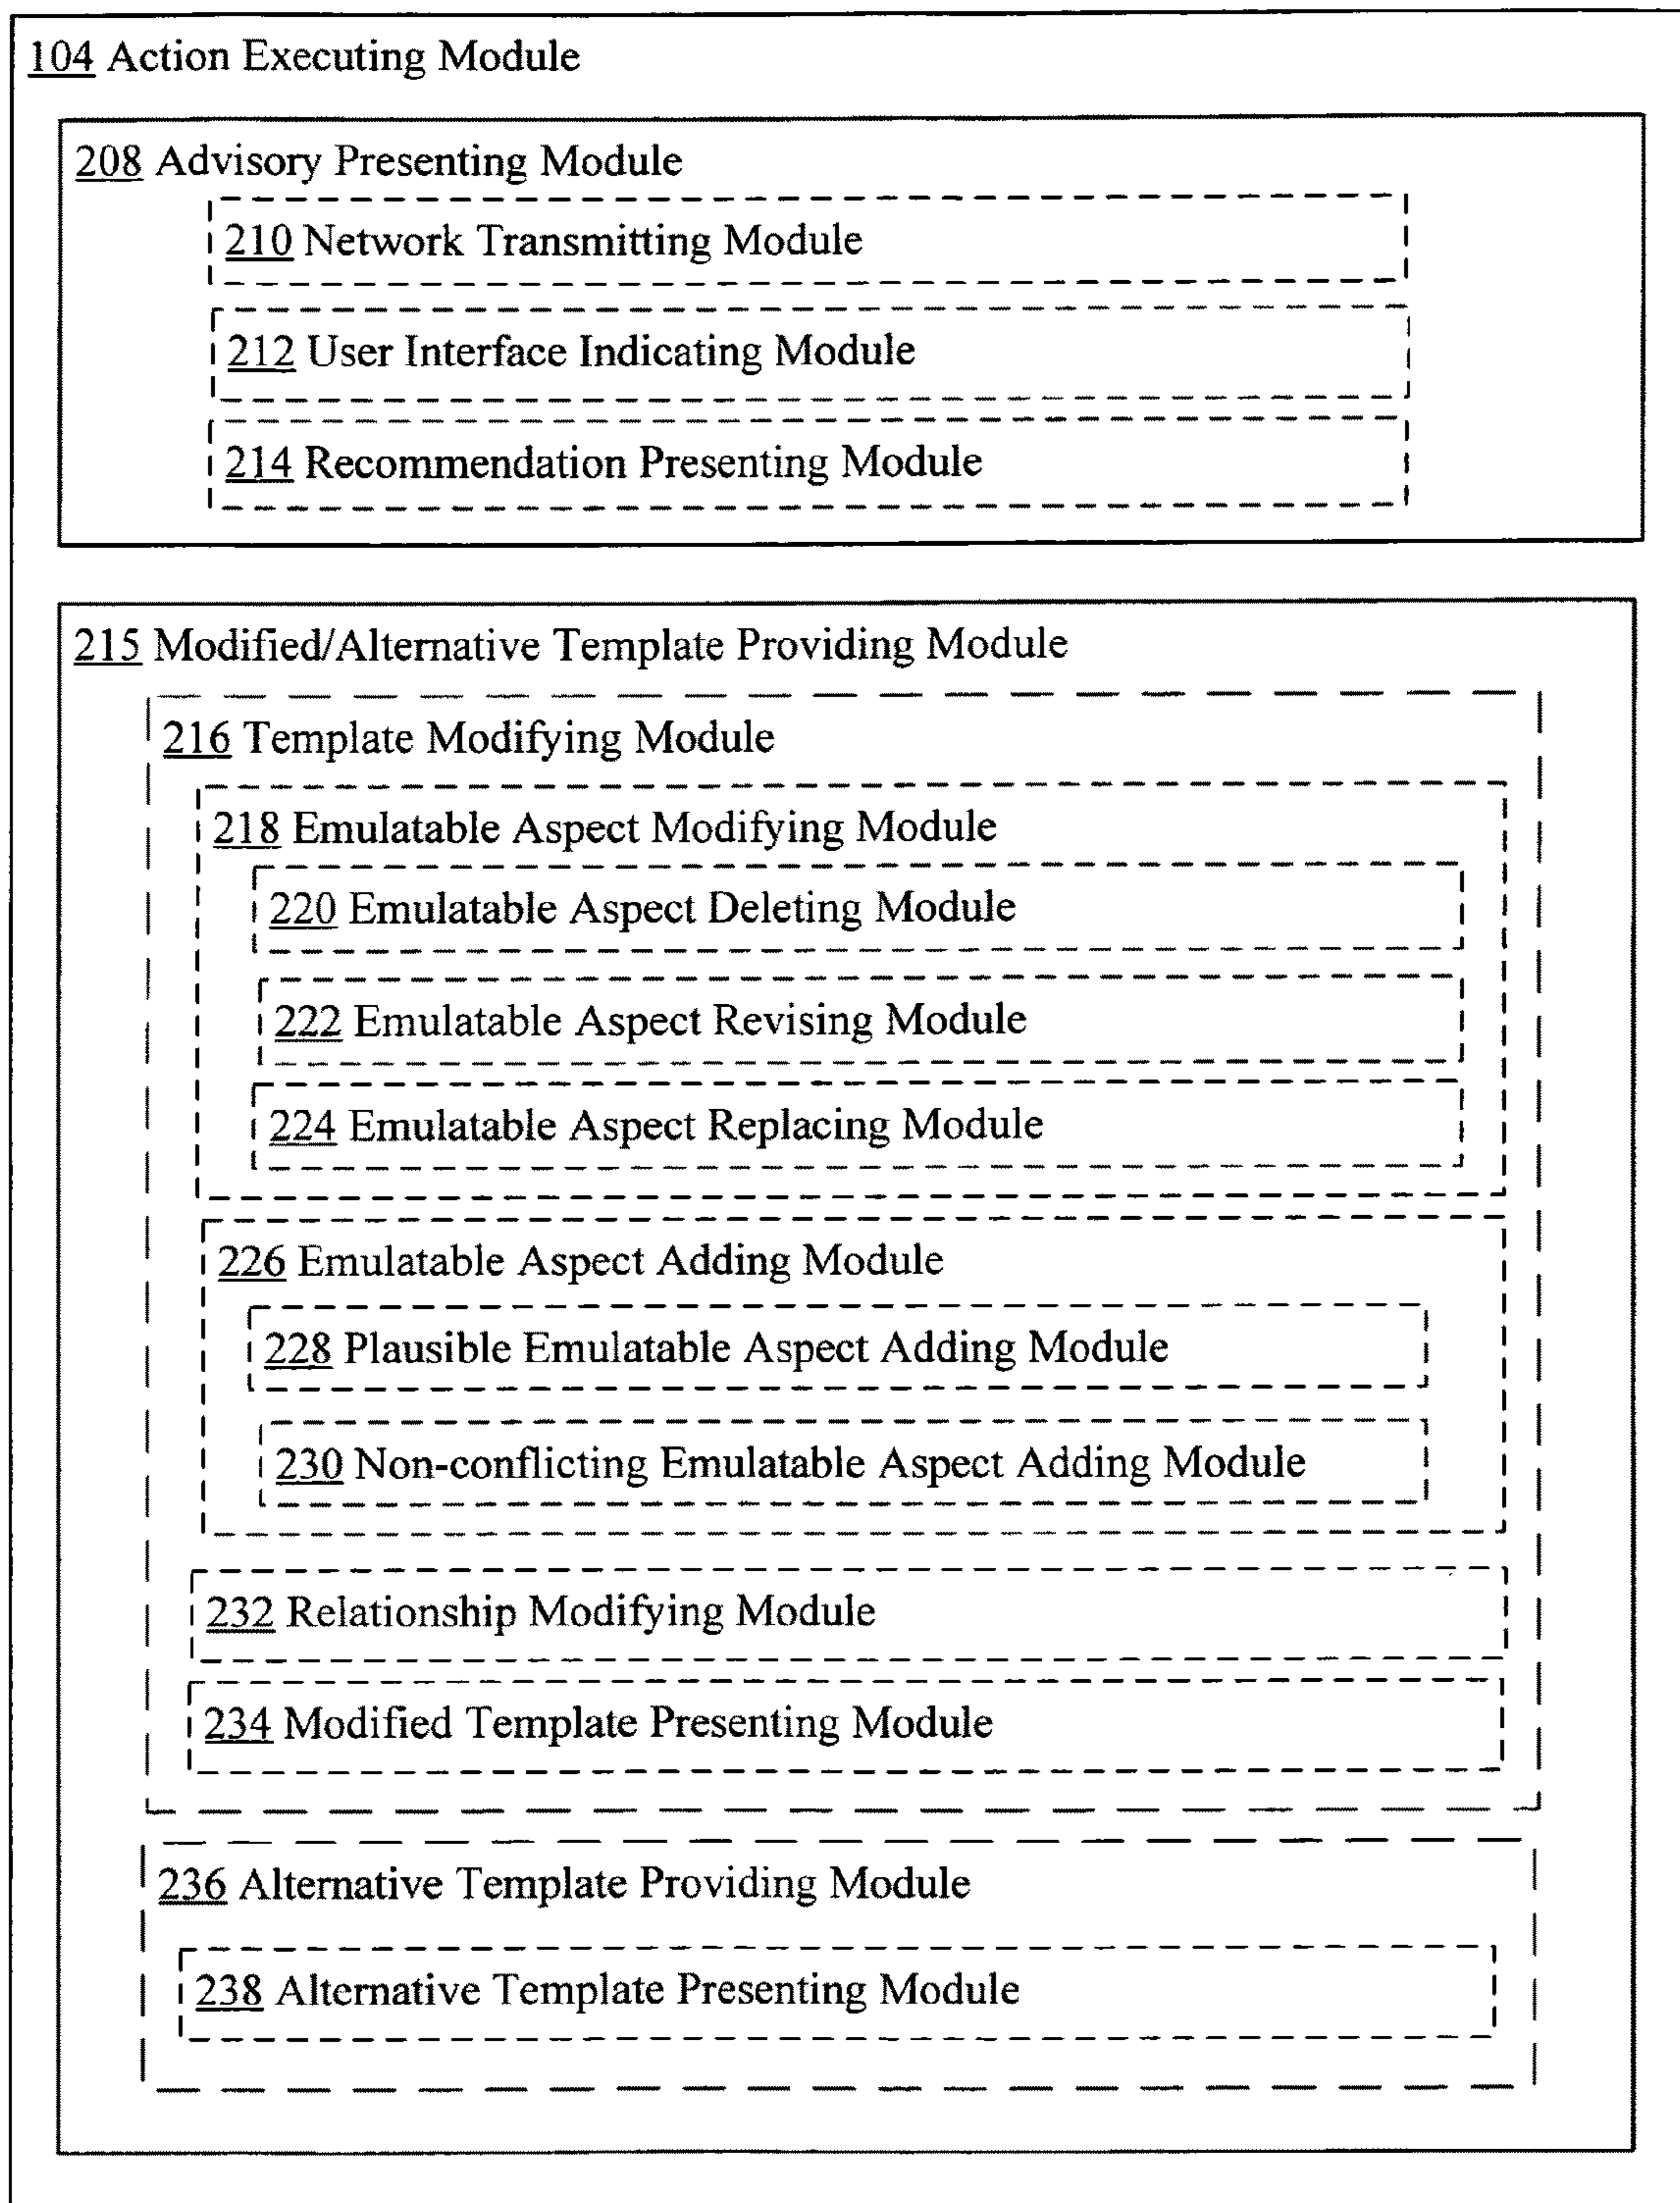 104 Action Executing Module
208 Advisory Presenting Module
210 Network Transmitting Module
212 User Interface Indicating Module
214 Recommendation Presenting Module
215 Modified/Alternative Template Providing Module
216 Template Modifying Module
218 Emulatable Aspect Modifying Module
220 Emulatable Aspect Deleting Module
222 Emulatable Aspect Revising Module
224 Emulatable Aspect Replacing Module
226 Emulatable Aspect Adding Module
228 Plausible Emulatable Aspect Adding Module
230 Non-conflicting Emulatable Aspect Adding Module
232 Relationship Modifying Module
234 Modified Template Presenting Module
236 Alternative Template Providing Module
238 Alternative Template Presenting Module